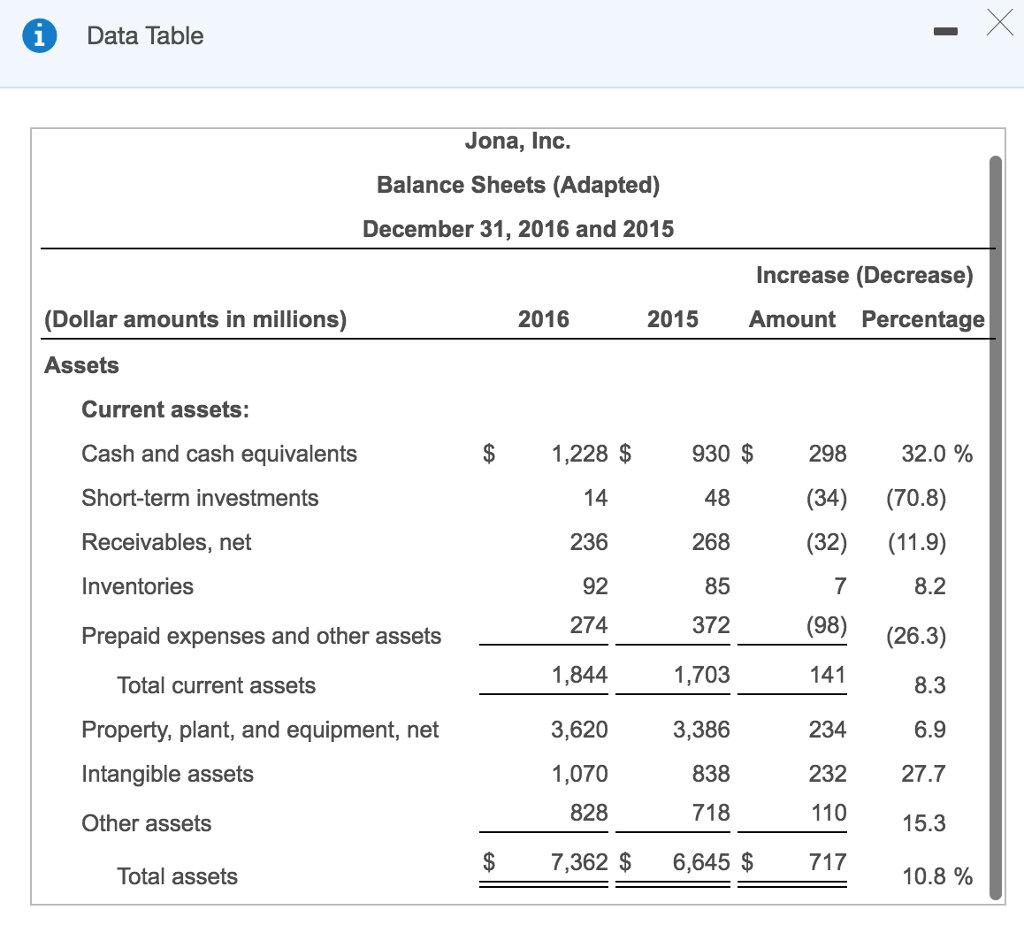 Data Table
Jona, Inc.
Balance Sheets (Adapted)
December 31, 2016 and 2015
Increase (Decrease)
(Dollar amounts in millions) 2016 2015 Amount Percentage
Assets
Current assets:
Cash and cash equivalents $ 1,228 $ 930 $ 298 32.0 %
Short-term investments 14 48 (34) (70.8)
Receivables, net 236 268 (32) (11.9)
Inventories 92 85 7 8.2
Prepaid expenses and other assets 274 372 (98) (26.3)
Total current assets 1,844 1,703 141 8.3
Property, plant, and equipment, net 3,620 3,386 234 6.9
Intangible assets 1,070 838 232 27.7
Other assets 828 718 110 15.3
Total assets $ 7,362 $ 6,645 $ 717 10.8 %